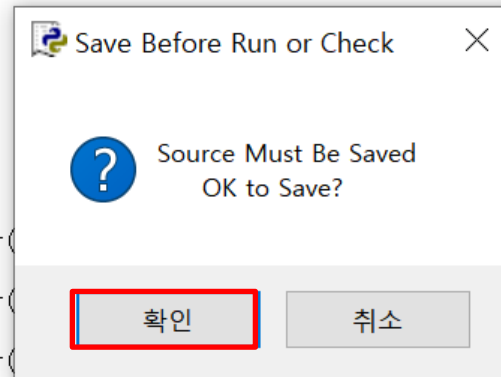 Save Before Run or Check
Source Must Be Saved
OK to Save?
확인
취소